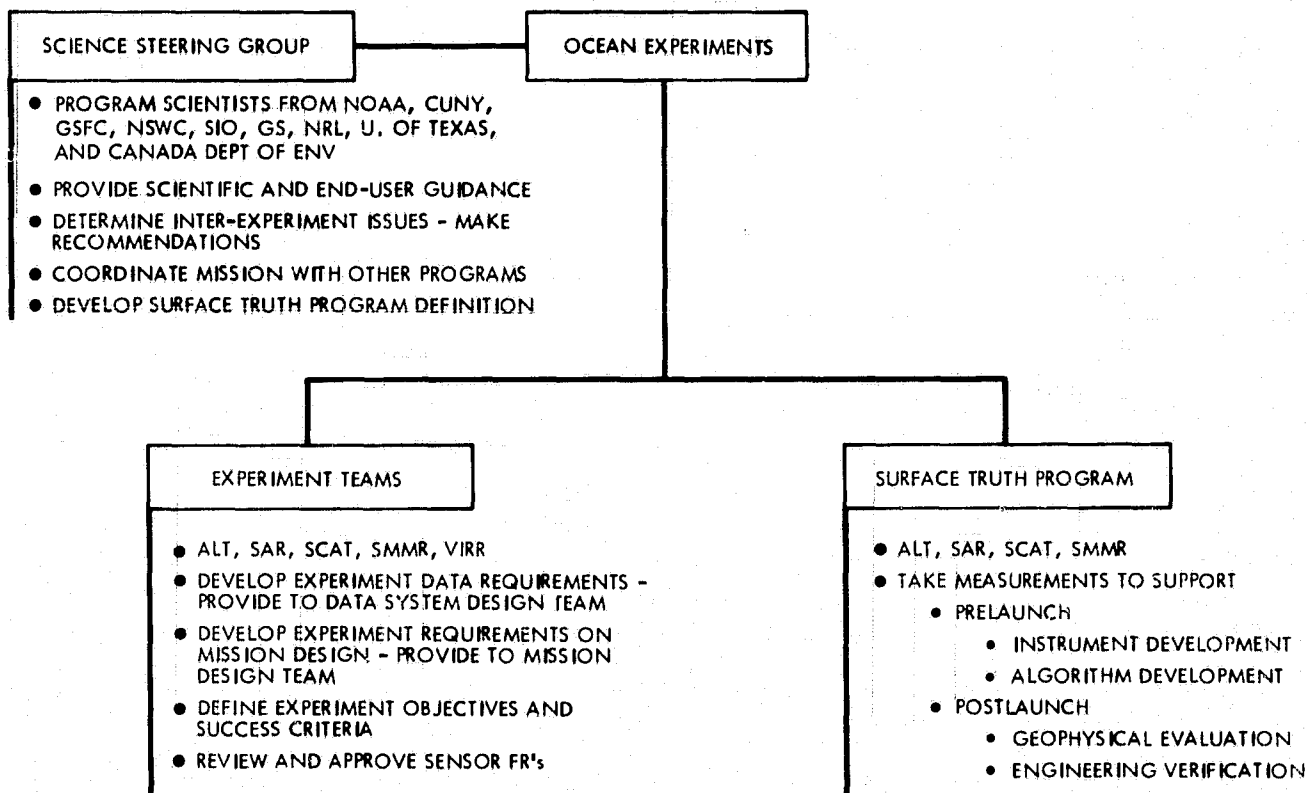 SCIENCE STEERING GROUP
OCEAN EXPERIMENTS
● PROGRAM SCIENTISTS FROM NOAA, CUNY,
GSFC, NSWC, SIO, GS, NRL, U. OF TEXAS,
AND CANADA DEPT OF ENV
● PROVIDE SCIENTIFIC AND END-USER GUIDANCE
● DETERMINE INTER-EXPERIMENT ISSUES - MAKE
RECOMMENDATIONS
● COORDINATE MISSION WITH OTHER PROGRAMS
● DEVELOP SURFACE TRUTH PROGRAM DEFINITION
EXPERIMENT TEAMS
● ALT, SAR, SCAT, SMMR, VIRR
● DEVELOP EXPERIMENT DATA REQUIREMENTS -
PROVIDE TO DATA SYSTEM DESIGN TEAM
● DEVELOP EXPERIMENT REQUIREMENTS ON
MISSION DESIGN - PROVIDE TO MISSION
DESIGN TEAM
● DEFINE EXPERIMENT OBJECTIVES AND
SUCCESS CRITERIA
● REVIEW AND APPROVE SENSOR FR's
SURFACE TRUTH PROGRAM
● ALT, SAR, SCAT, SMMR
● TAKE MEASUREMENTS TO SUPPORT
● PRELAUNCH
● INSTRUMENT DEVELOPMENT
● ALGORITHM DEVELOPMENT
● POSTLAUNCH
● GEOPHYSICAL EVALUATION
● ENGINEERING VERIFICATION